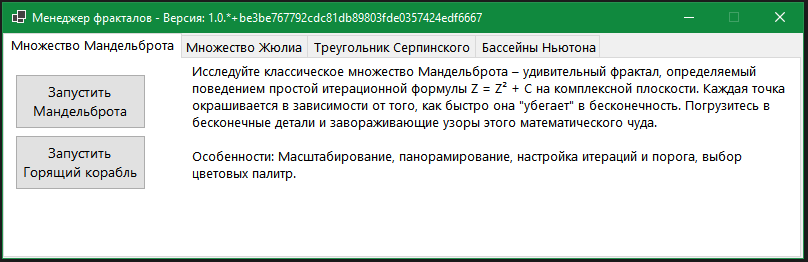 Менеджер фракталов - Версия: 1.0.*+be3be767792cdc81db89803fde0357424edf6667
Множество Мандельброта
Множество Жюлиа
Треугольник Серпинского
Бассейны Ньютона
Запустить
Мандельброта
Запустить
Горящий корабль
Исследуйте классическое множество Мандельброта – удивительный фрактал, определяемый
поведением простой итерационной формулы Z = Z² + C на комплексной плоскости. Каждая точка
окрашивается в зависимости от того, как быстро она "убегает" в бесконечность. Погрузитесь в
бесконечные детали и завораживающие узоры этого математического чуда.
Особенности: Масштабирование, панорамирование, настройка итераций и порога, выбор
цветовых палитр.